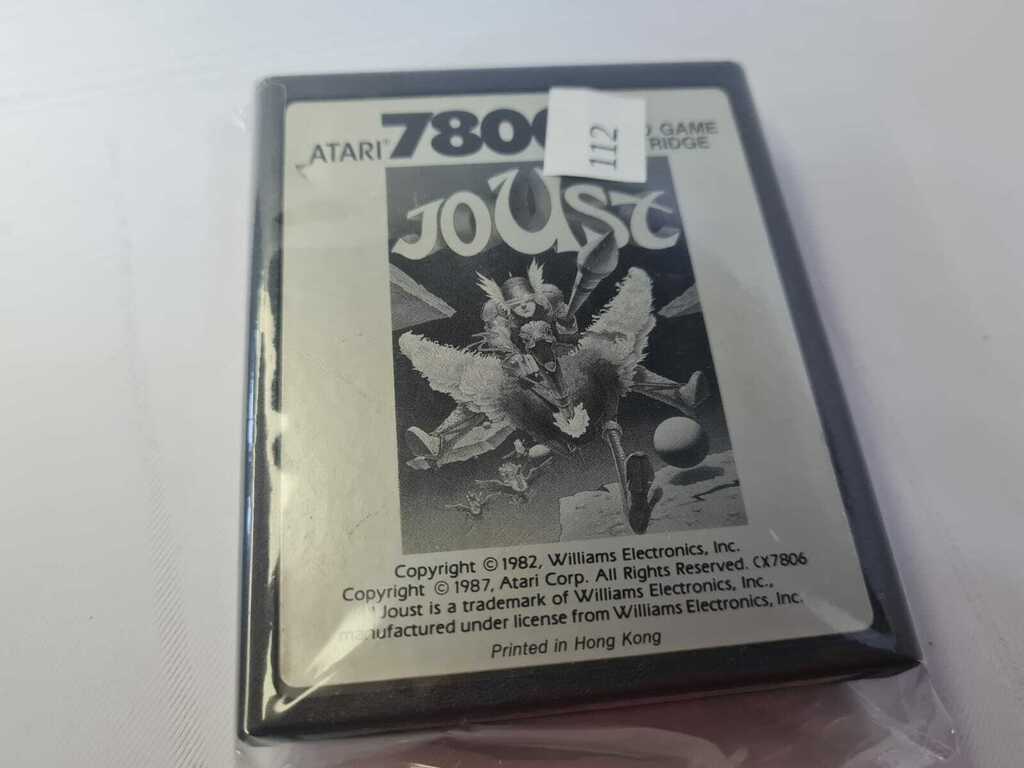 ATARI® 7800 GAME
RIDGE
112
JOUST
Copyright © 1982, Williams Electronics, Inc.
Copyright © 1987, Atari Corp. All Rights Reserved. CX7806
Joust is a trademark of Williams Electronics, Inc.,
manufactured under license from Williams Electronics, Inc.
Printed in Hong Kong